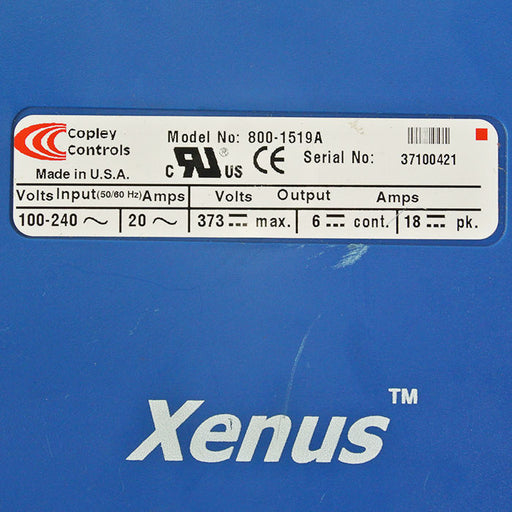 Copley Controls
Model No: 800-1519A
Made in U.S.A.
C RU US CE
Serial No: 37100421
Volts Input (50/60 Hz) Amps Volts Output Amps
100-240 ~ 20 ~ 373 ⎓ max. 6 ⎓ cont. 18 ⎓ pk.
Xenus™